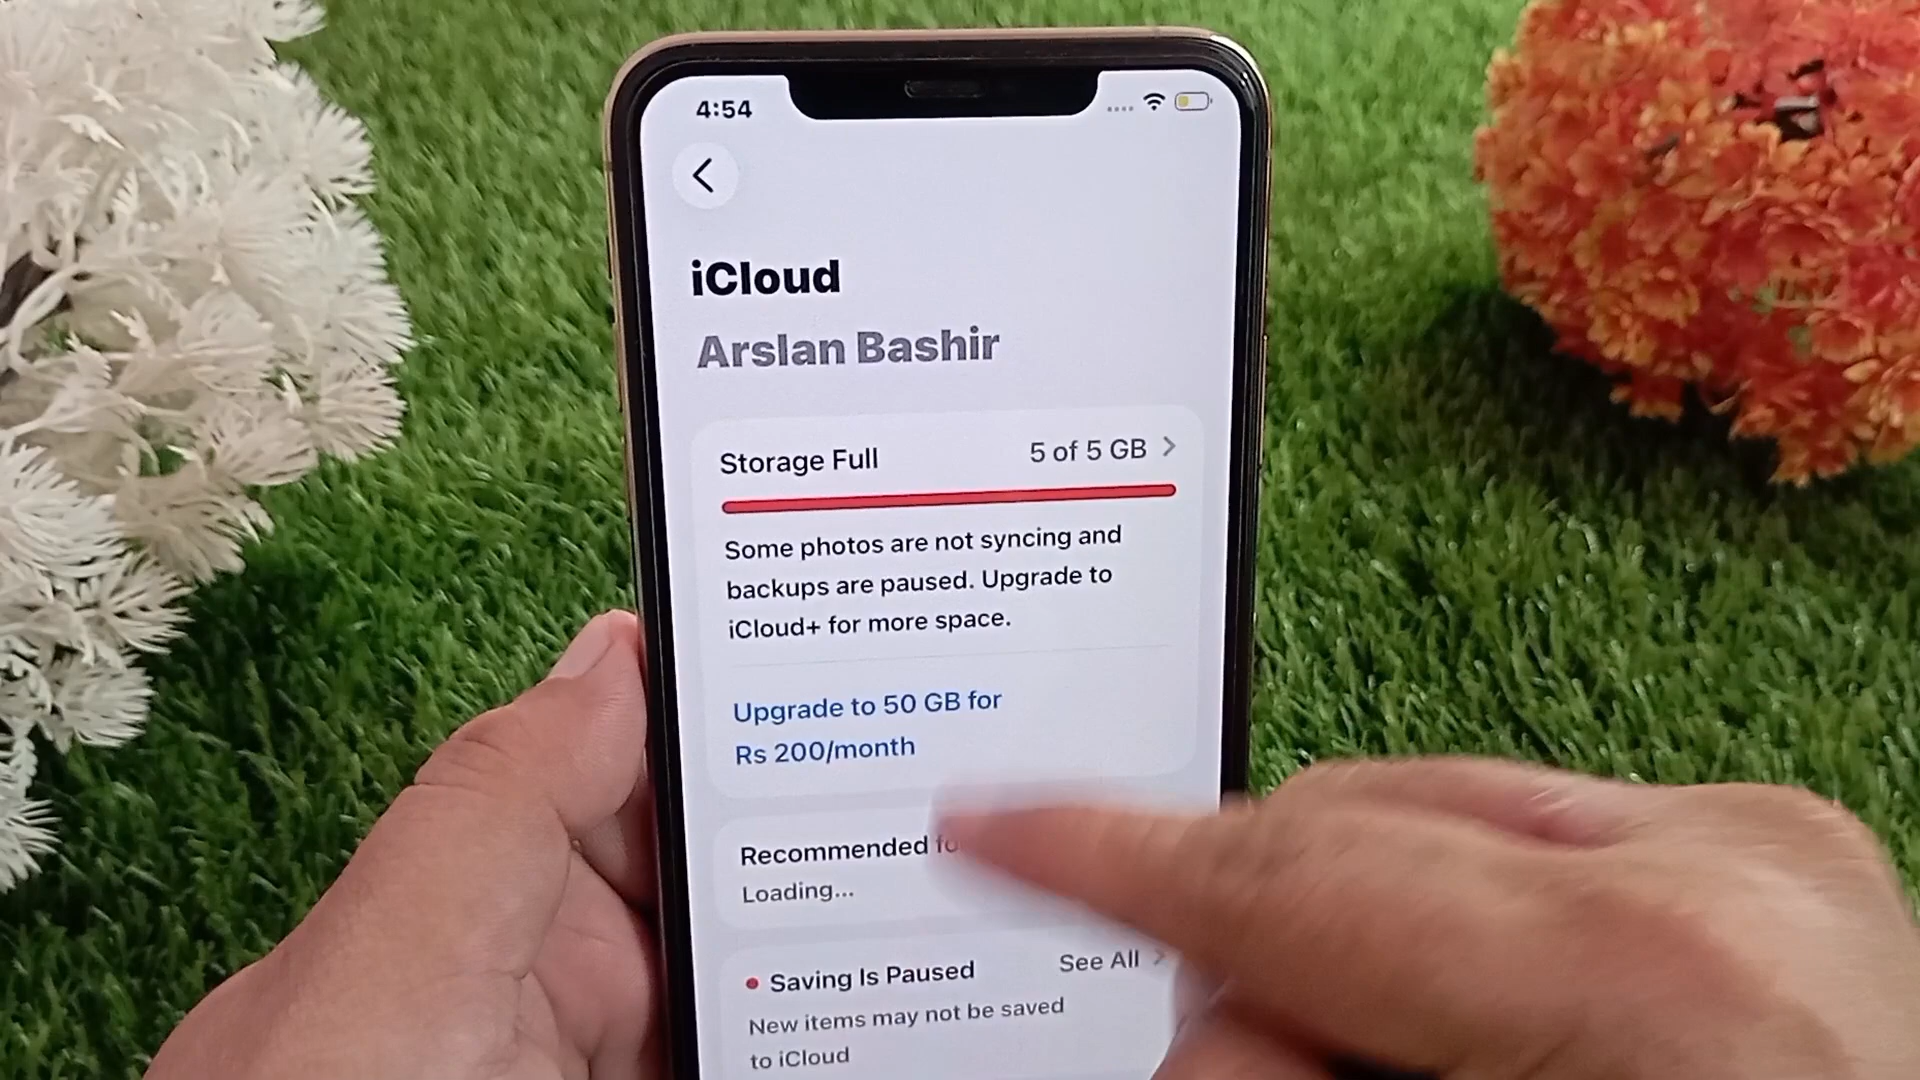 4:54
iCloud
Arslan Bashir
Storage Full 5 of 5 GB
Some photos are not syncing and
backups are paused. Upgrade to
iCloud+ for more space.
Upgrade to 50 GB for
Rs 200/month
Recommended
Loading...
Saving Is Paused See All
New items may not be saved
to iCloud